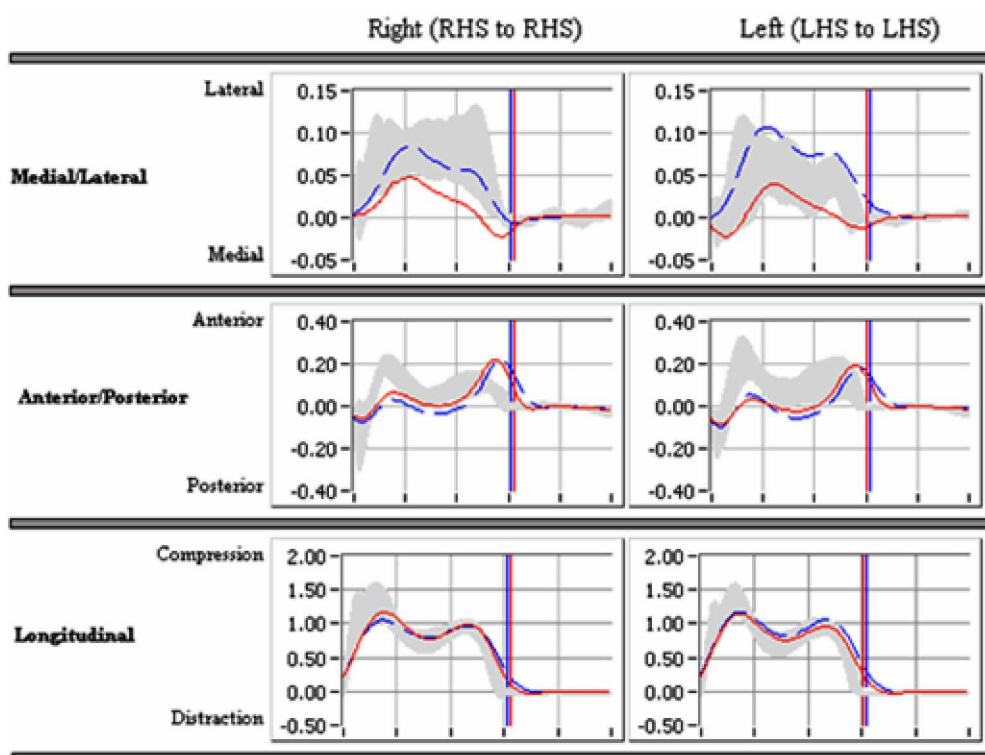 Right (RHS to RHS) Left (LHS to LHS)
Lateral 0.15 0.15
0.10 0.10
Medial/Lateral 0.05 0.05
0.00 0.00
Medial -0.05 -0.05
Anterior 0.40 0.40
0.20 0.20
Anterior/Posterior 0.00 0.00
-0.20 -0.20
Posterior -0.40 -0.40
Compression 2.00 2.00
1.50 1.50
Longitudinal 1.00 1.00
0.50 0.50
0.00 0.00
Distraction -0.50 -0.50